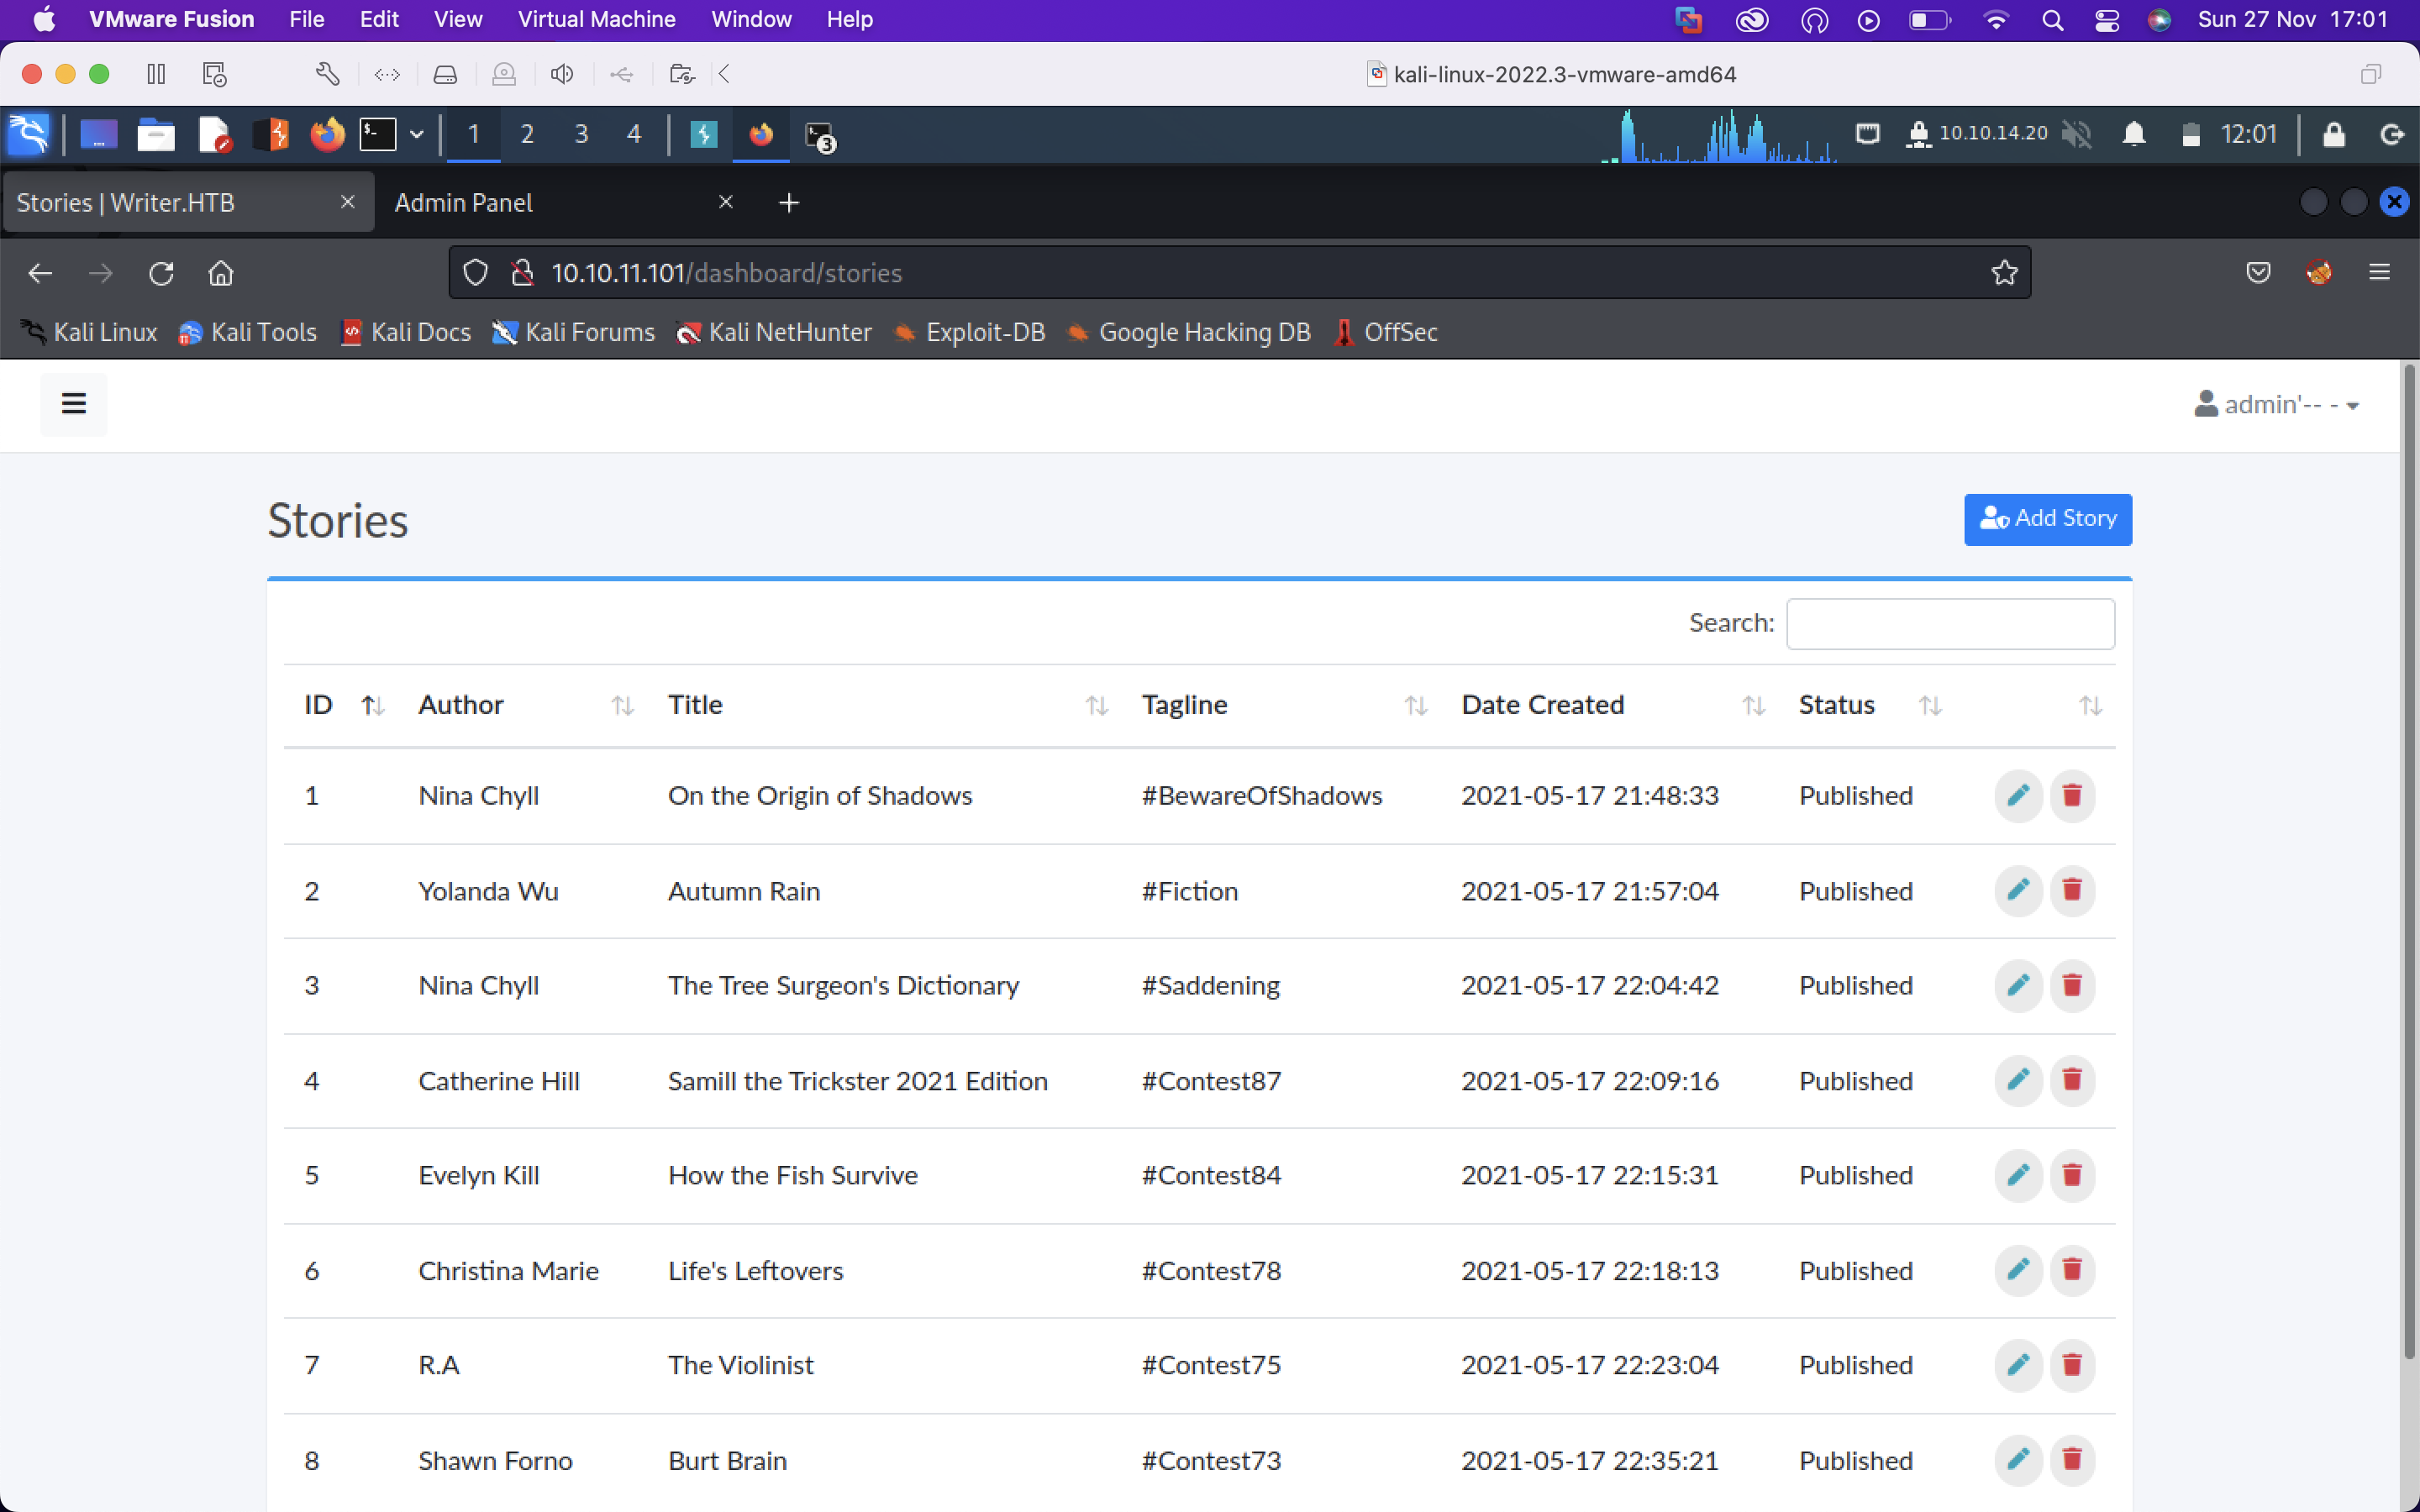 VMware Fusion File Edit View Virtual Machine Window Help Sun 27 Nov 17:01
kali-linux-2022.3-vmware-amd64
1 2 3 4 3 10.10.14.20 12:01
Stories | Writer.HTB Admin Panel
10.10.11.101/dashboard/stories
Kali Linux Kali Tools Kali Docs Kali Forums Kali NetHunter Exploit-DB Google Hacking DB OffSec
admin'-- -
Stories Add Story
Search:
ID Author Title Tagline Date Created Status
1 Nina Chyll On the Origin of Shadows #BewareOfShadows 2021-05-17 21:48:33 Published
2 Yolanda Wu Autumn Rain #Fiction 2021-05-17 21:57:04 Published
3 Nina Chyll The Tree Surgeon's Dictionary #Saddening 2021-05-17 22:04:42 Published
4 Catherine Hill Samill the Trickster 2021 Edition #Contest87 2021-05-17 22:09:16 Published
5 Evelyn Kill How the Fish Survive #Contest84 2021-05-17 22:15:31 Published
6 Christina Marie Life's Leftovers #Contest78 2021-05-17 22:18:13 Published
7 R.A The Violinist #Contest75 2021-05-17 22:23:04 Published
8 Shawn Forno Burt Brain #Contest73 2021-05-17 22:35:21 Published